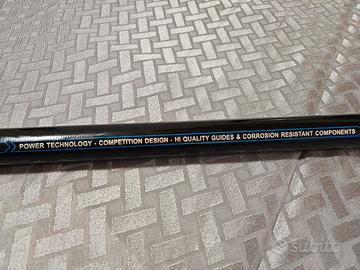 POWER TECHNOLOGY - COMPETITION DESIGN - HI QUALITY GUIDES & CORROSION RESISTANT COMPONENTS
subito